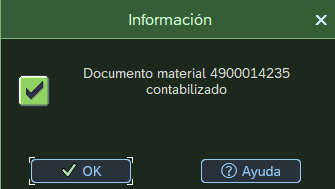 Información
Documento material 4900014235
contabilizado
OK
Ayuda